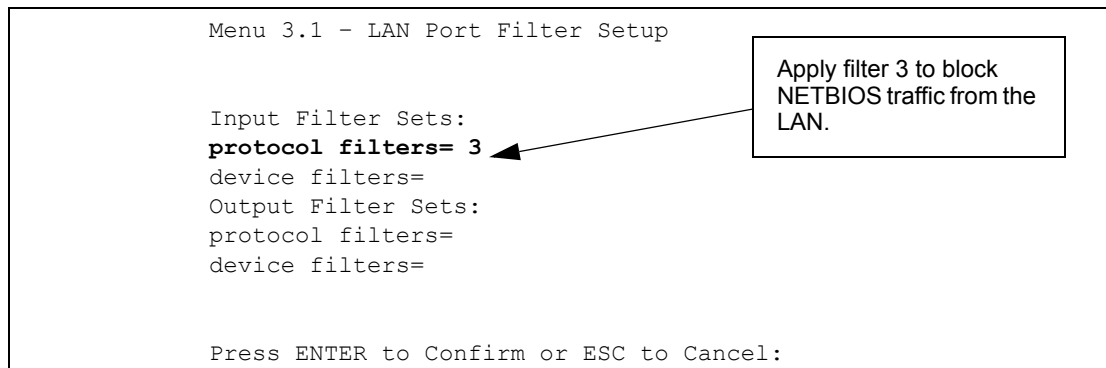 Menu 3.1 – LAN Port Filter Setup
Apply filter 3 to block
NETBIOS traffic from the
LAN.
Input Filter Sets:
protocol filters= 3
device filters=
Output Filter Sets:
protocol filters=
device filters=
Press ENTER to Confirm or ESC to Cancel: